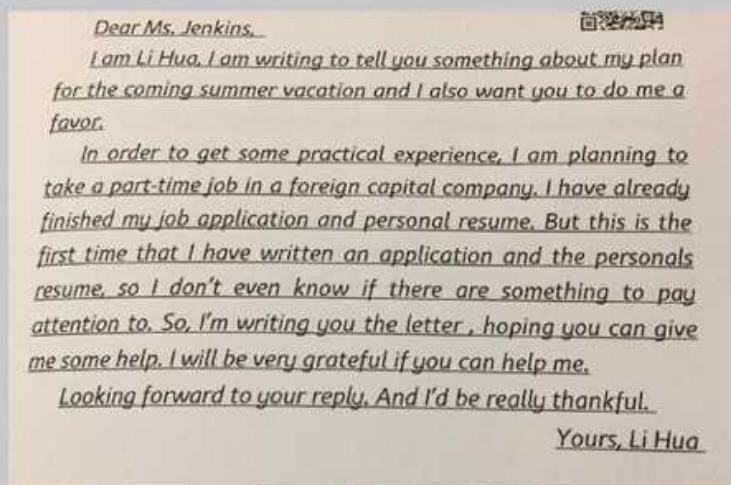 Dear Ms. Jenkins,
I am Li Hua, I am writing to tell you something about my plan
for the coming summer vacation and I also want you to do me a
favor.
In order to get some practical experience, I am planning to
take a part-time job in a foreign capital company. I have already
finished my job application and personal resume. But this is the
first time that I have written an application and the personals
resume, so I don't even know if there are something to pay
attention to. So, I'm writing you the letter , hoping you can give
me some help. I will be very grateful if you can help me.
Looking forward to your reply. And I'd be really thankful.
Yours, Li Hua